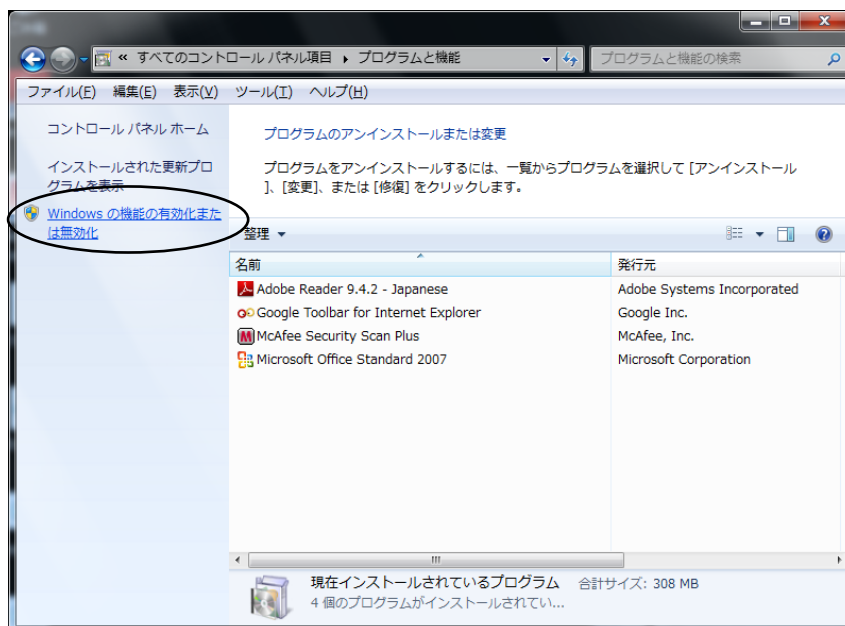 « すべてのコントロール パネル項目 ▸ プログラムと機能
プログラムと機能の検索
ファイル(F) 編集(E) 表示(V) ツール(T) ヘルプ(H)
コントロール パネル ホーム
インストールされた更新プロ
グラムを表示
Windows の機能の有効化また
は無効化
プログラムのアンインストールまたは変更
プログラムをアンインストールするには、一覧からプログラムを選択して [アンインストール
]、[変更]、または [修復] をクリックします。
整理
名前 発行元
Adobe Reader 9.4.2 - Japanese Adobe Systems Incorporated
Google Toolbar for Internet Explorer Google Inc.
McAfee Security Scan Plus McAfee, Inc.
Microsoft Office Standard 2007 Microsoft Corporation
現在インストールされているプログラム 合計サイズ: 308 MB
4 個のプログラムがインストールされてい...